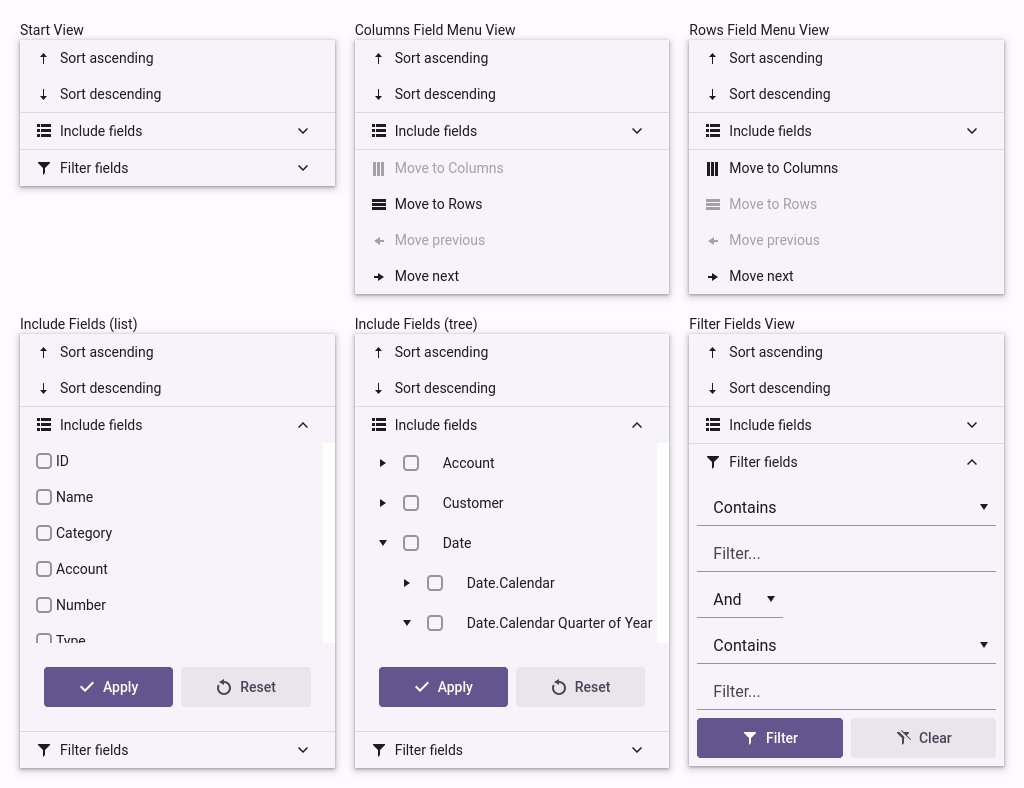 Start View
Sort ascending
Sort descending
Include fields
Filter fields
Columns Field Menu View
Sort ascending
Sort descending
Include fields
Move to Columns
Move to Rows
Move previous
Move next
Rows Field Menu View
Sort ascending
Sort descending
Include fields
Move to Columns
Move to Rows
Move previous
Move next
Include Fields (list)
Sort ascending
Sort descending
Include fields
ID
Name
Category
Account
Number
Type
Apply
Reset
Filter fields
Include Fields (tree)
Sort ascending
Sort descending
Include fields
Account
Customer
Date
Date.Calendar
Date.Calendar Quarter of Year
Apply
Reset
Filter fields
Filter Fields View
Sort ascending
Sort descending
Include fields
Filter fields
Contains
Filter...
And
Contains
Filter...
Filter
Clear